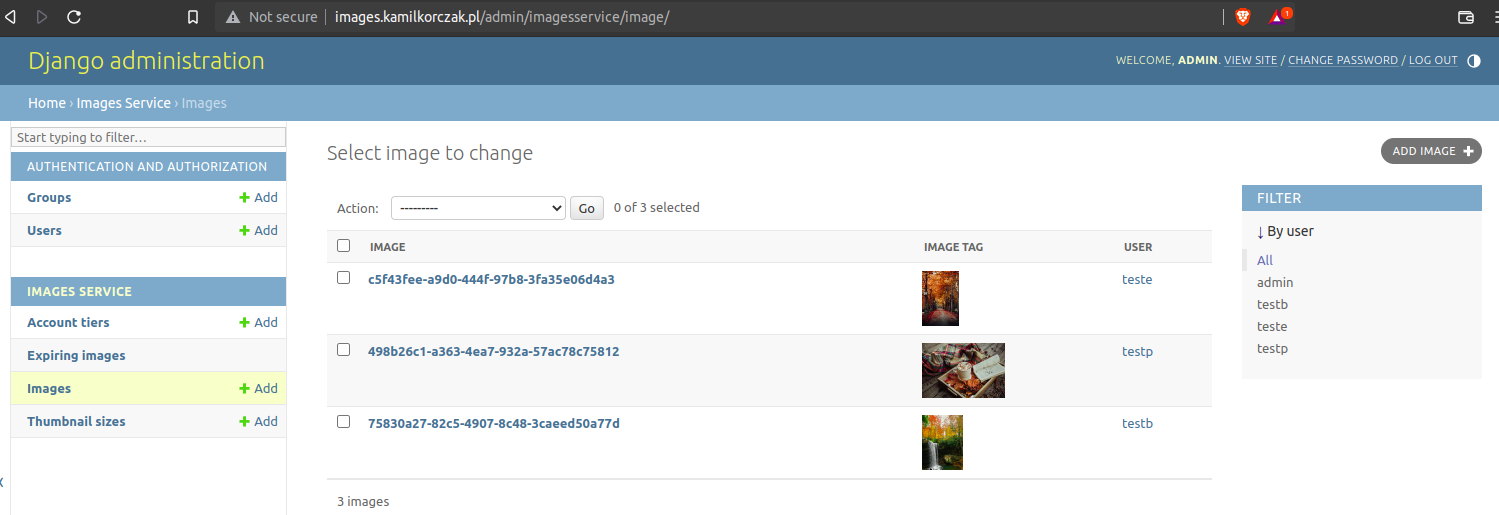 Not secure images.kamilkorczak.pl/admin/imagesservice/image/ 1
Django administration
WELCOME, ADMIN. VIEW SITE / CHANGE PASSWORD / LOG OUT
Home › Images Service › Images
Start typing to filter...
AUTHENTICATION AND AUTHORIZATION
Groups + Add
Users + Add
IMAGES SERVICE
Account tiers + Add
Expiring images
Images + Add
Thumbnail sizes + Add
Select image to change
ADD IMAGE +
Action: --------- Go 0 of 3 selected
IMAGE IMAGE TAG USER
c5f43fee-a9d0-444f-97b8-3fa35e06d4a3 teste
498b26c1-a363-4ea7-932a-57ac78c75812 testp
75830a27-82c5-4907-8c48-3caeed50a77d testb
3 images
FILTER
↓ By user
All
admin
testb
teste
testp